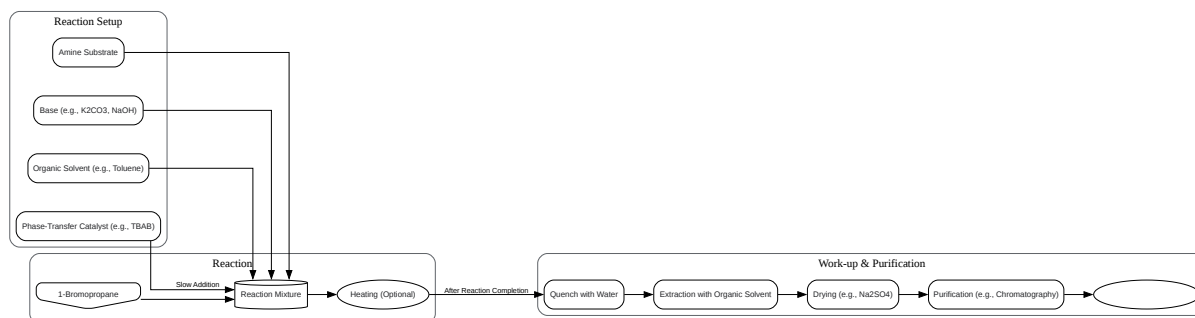 Reaction Setup
Amine Substrate
Base (e.g., K2CO3, NaOH)
Organic Solvent (e.g., Toluene)
Phase-Transfer Catalyst (e.g., TBAB)
Reaction
Slow Addition
1-Bromopropane
Reaction Mixture
Heating (Optional)
After Reaction Completion
Work-up & Purification
Quench with Water
Extraction with Organic Solvent
Drying (e.g., Na2SO4)
Purification (e.g., Chromatography)